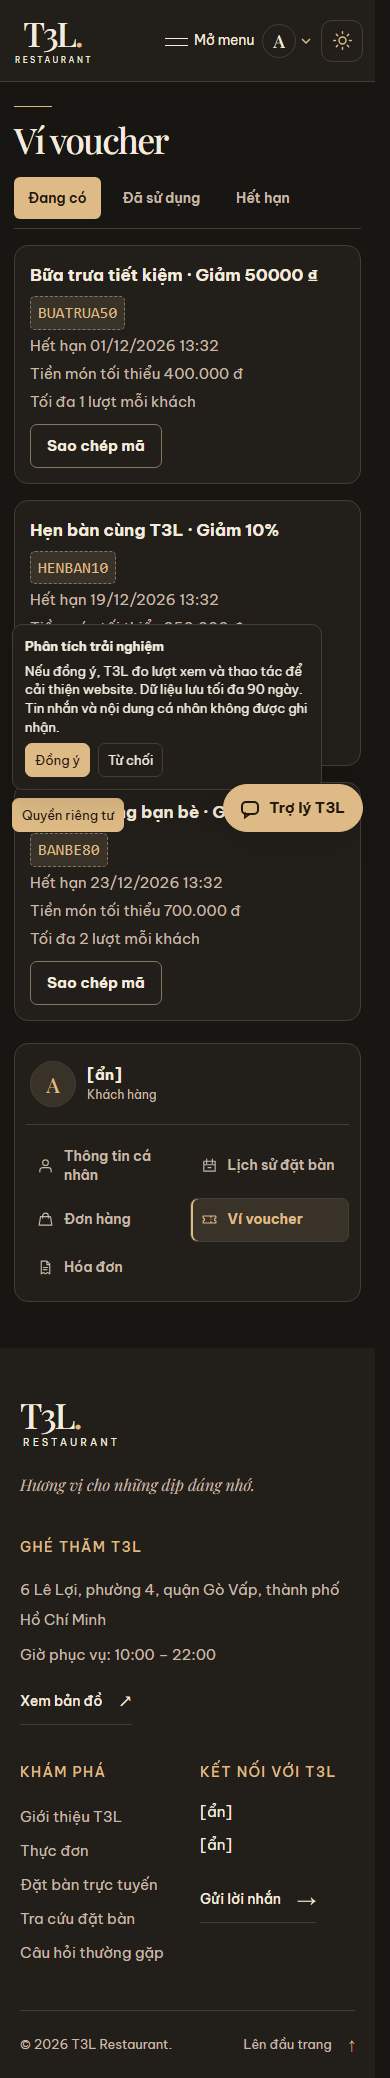 T3L.
RESTAURANT
Mở menu
A
Ví voucher
Đang có
Đã sử dụng
Hết hạn
Bữa trưa tiết kiệm · Giảm 50000 ₫
BUATRUA50
Hết hạn 01/12/2026 13:32
Tiền món tối thiểu 400.000 đ
Tối đa 1 lượt mỗi khách
Sao chép mã
Hẹn bàn cùng T3L · Giảm 10%
HENBAN10
Hết hạn 19/12/2026 13:32
Phân tích trải nghiệm
Nếu đồng ý, T3L đo lượt xem và thao tác để
cải thiện website. Dữ liệu lưu tối đa 90 ngày.
Tin nhắn và nội dung cá nhân không được ghi
nhận.
Đồng ý
Từ chối
Quyền riêng tư
bạn bè ·
Trợ lý T3L
BANBE80
Hết hạn 23/12/2026 13:32
Tiền món tối thiểu 700.000 đ
Tối đa 2 lượt mỗi khách
Sao chép mã
A
[ẩn]
Khách hàng
Thông tin cá
nhân
Lịch sử đặt bàn
Đơn hàng
Ví voucher
Hóa đơn
T3L.
RESTAURANT
Hương vị cho những dịp đáng nhớ.
GHÉ THĂM T3L
6 Lê Lợi, phường 4, quận Gò Vấp, thành phố
Hồ Chí Minh
Giờ phục vụ: 10:00 – 22:00
Xem bản đồ ↗
KHÁM PHÁ
Giới thiệu T3L
Thực đơn
Đặt bàn trực tuyến
Tra cứu đặt bàn
Câu hỏi thường gặp
KẾT NỐI VỚI T3L
[ẩn]
[ẩn]
Gửi lời nhắn →
© 2026 T3L Restaurant.
Lên đầu trang ↑